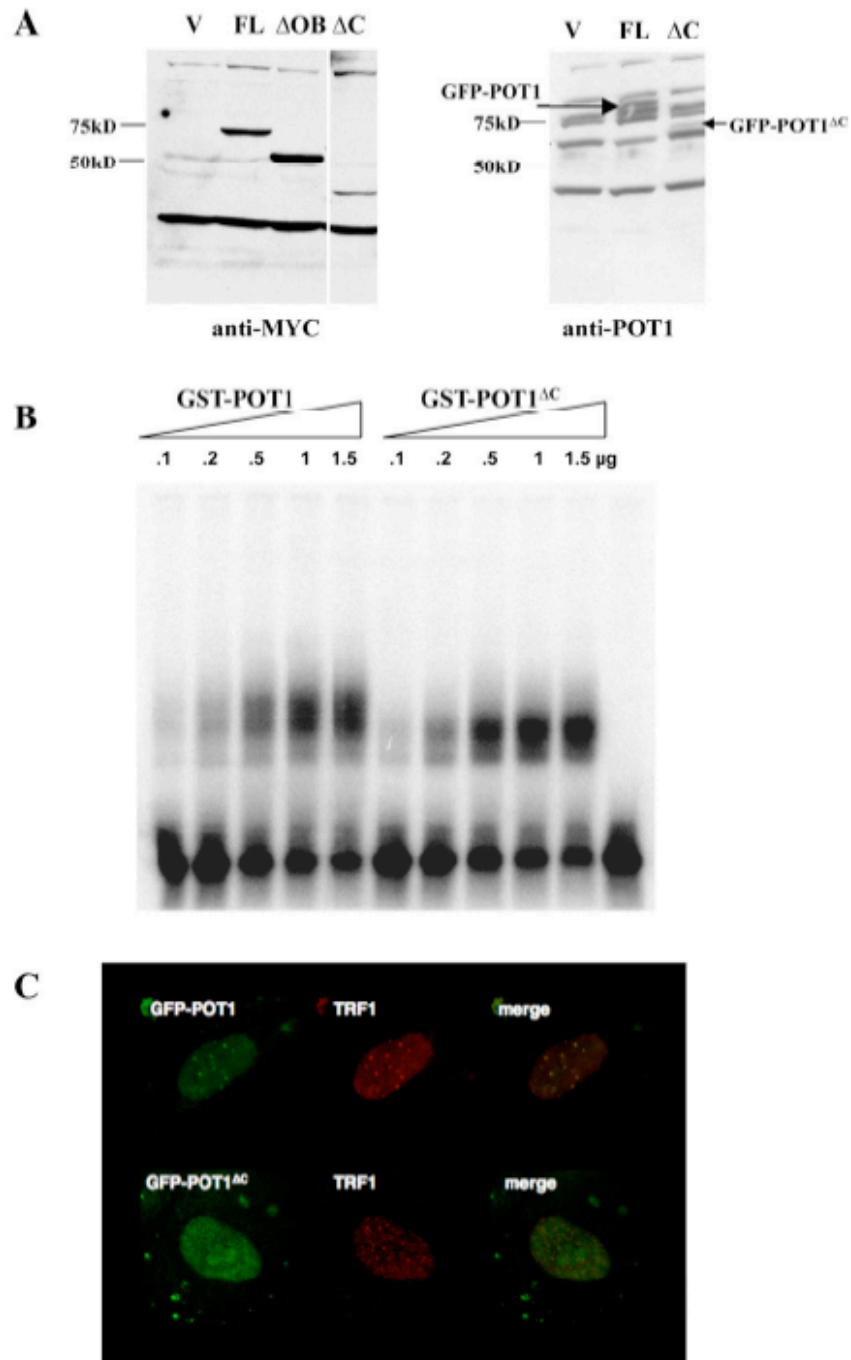 A
V FL ΔOB ΔC
75kD
50kD
anti-MYC
V FL ΔC
GFP-POT1
75kD
GFP-POT1ΔC
50kD
anti-POT1
B
GST-POT1 GST-POT1ΔC
.1 .2 .5 1 1.5 .1 .2 .5 1 1.5 µg
C
GFP-POT1 TRF1 merge
GFP-POT1ΔC TRF1 merge